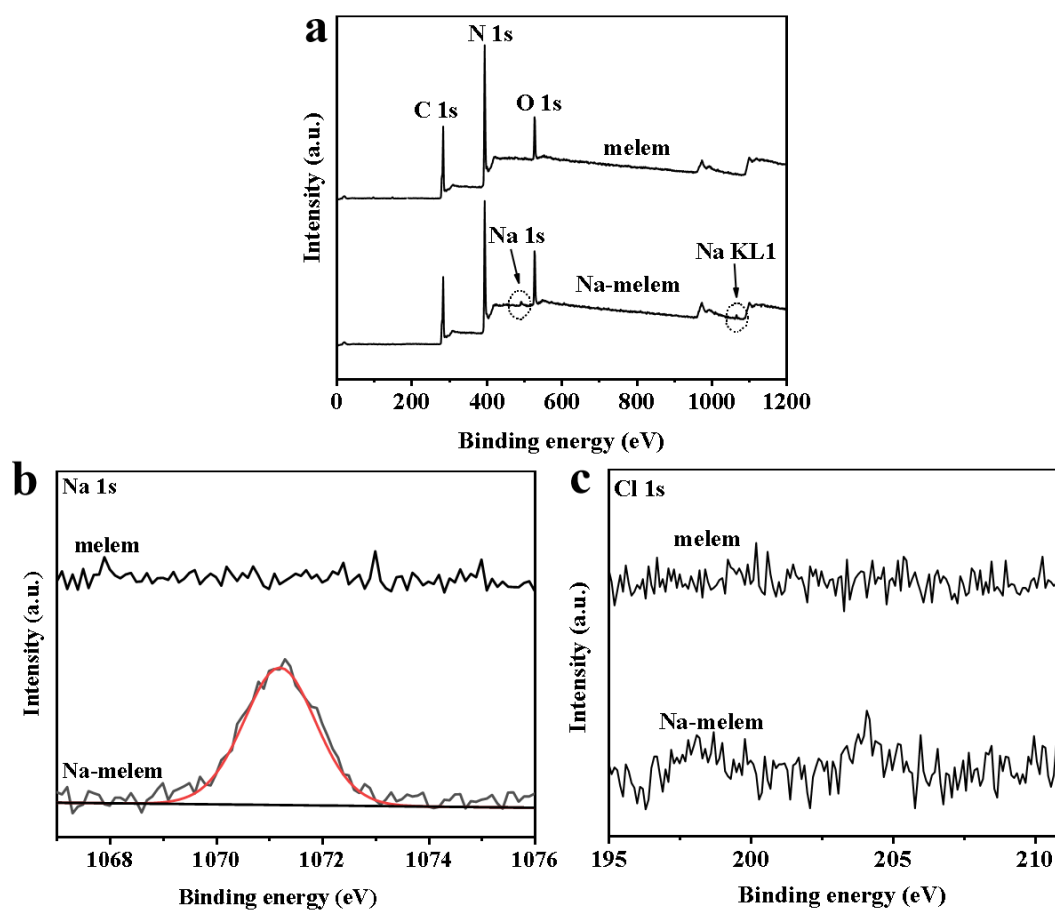 a
N 1s
C 1s
O 1s
melem
Na 1s
Na KL1
Na-melem
Intensity (a.u.)
0 200 400 600 800 1000 1200
Binding energy (eV)
b
Na 1s
melem
Na-melem
Intensity (a.u.)
1068 1070 1072 1074 1076
Binding energy (eV)
c
Cl 1s
melem
Na-melem
Intensity (a.u.)
195 200 205 210
Binding energy (eV)